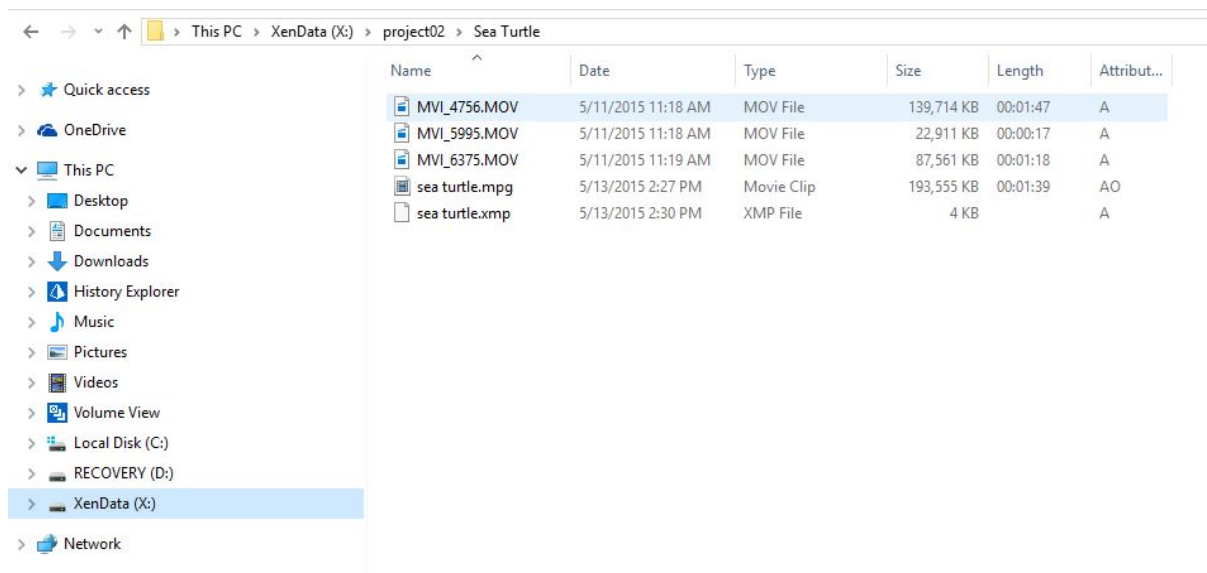 This PC > XenData (X:) > project02 > Sea Turtle
Name Date Type Size Length Attribut...
Quick access
OneDrive
This PC
Desktop
Documents
Downloads
History Explorer
Music
Pictures
Videos
Volume View
Local Disk (C:)
RECOVERY (D:)
XenData (X:)
Network
MVI_4756.MOV 5/11/2015 11:18 AM MOV File 139,714 KB 00:01:47 A
MVI_5995.MOV 5/11/2015 11:18 AM MOV File 22,911 KB 00:00:17 A
MVI_6375.MOV 5/11/2015 11:19 AM MOV File 87,561 KB 00:01:18 A
sea turtle.mpg 5/13/2015 2:27 PM Movie Clip 193,555 KB 00:01:39 AO
sea turtle.xmp 5/13/2015 2:30 PM XMP File 4 KB A